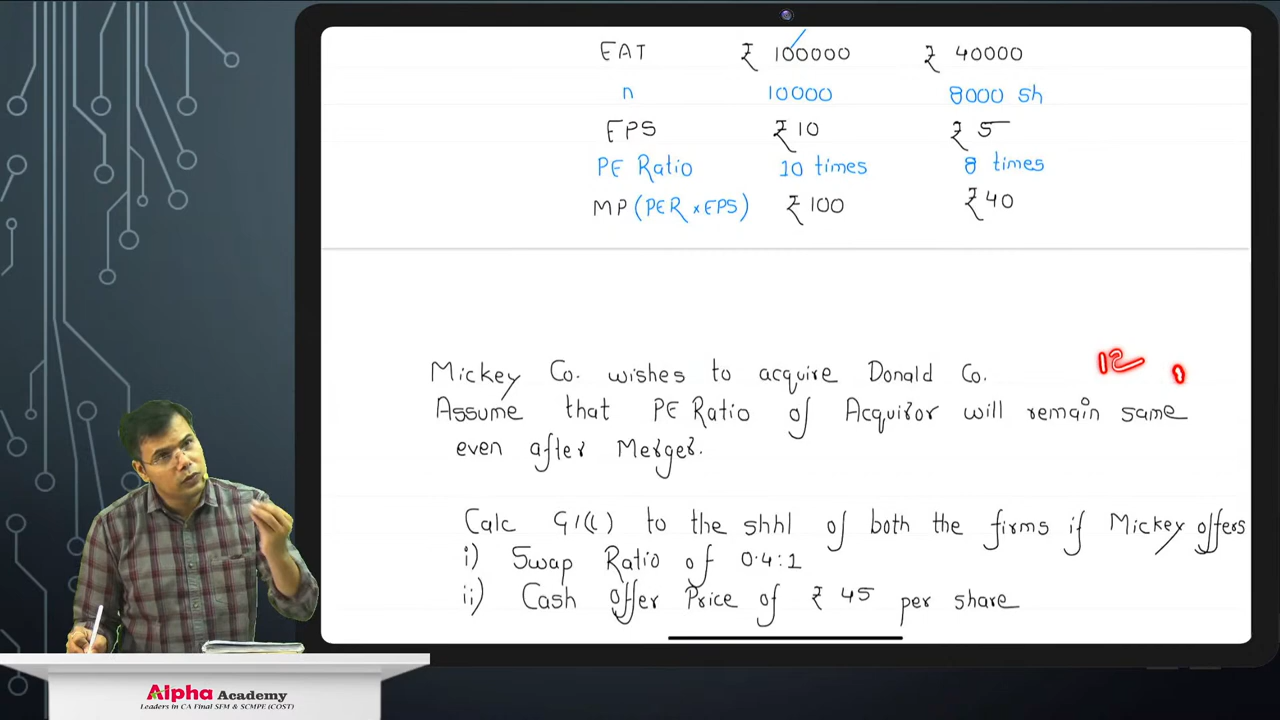 EAT ₹ 100000 ₹ 40000
n 10000 8000 sh
EPS ₹10 ₹ 5
PE Ratio 10 times 8 times
MP (PER × EPS) ₹100 ₹40
Mickey Co. wishes to acquire Donald Co. 12
Assume that PE Ratio of Acquiror will remain same
even after Merger.
Calc G/(L) to the shhl of both the firms if Mickey offers
i) Swap Ratio of 0.4:1
ii) Cash offer Price of ₹ 45 per share
Alpha Academy
Leaders in CA Final SFM & SCMPE (COST)